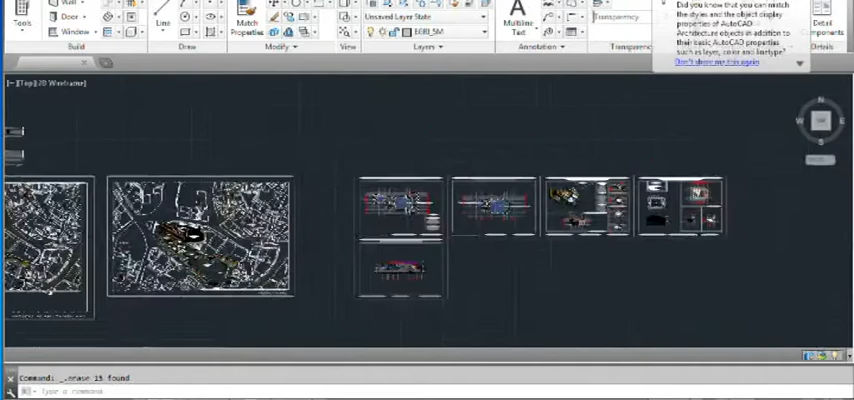 Wall
Door
Window
Tools
Line
Match
Properties
Unsaved Layer State
EGRI_5M
A
Multiline
Text
Transparency
Detail
Components
Build
Draw
Modify
View
Layers
Annotation
Transparency
Details
Did you know that you can match
the styles and the object display
properties of AutoCAD
Architecture objects in addition to
their basic AutoCAD properties
such as layer, color and linetype?
Don't show me this again
[-][Top][2D Wireframe]
N
W
E
S
Command: _.erase 15 found
Type a command